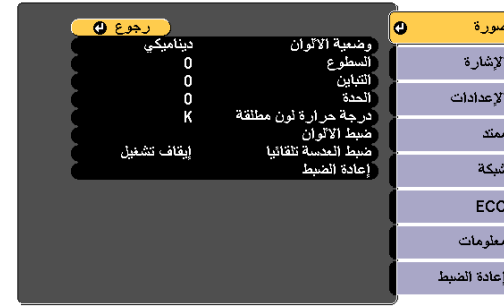 رجوع
وضعية الألوان ديناميكي
السطوع 0
التباين 0
الحدة 0
درجة حرارة لون مطلقة K
ضبط الألوان
ضبط العدسة تلقائيا إيقاف تشغيل
إعادة الضبط
صورة
الإشارة
الإعدادات
ممتد
شبكة
ECO
معلومات
إعادة الضبط